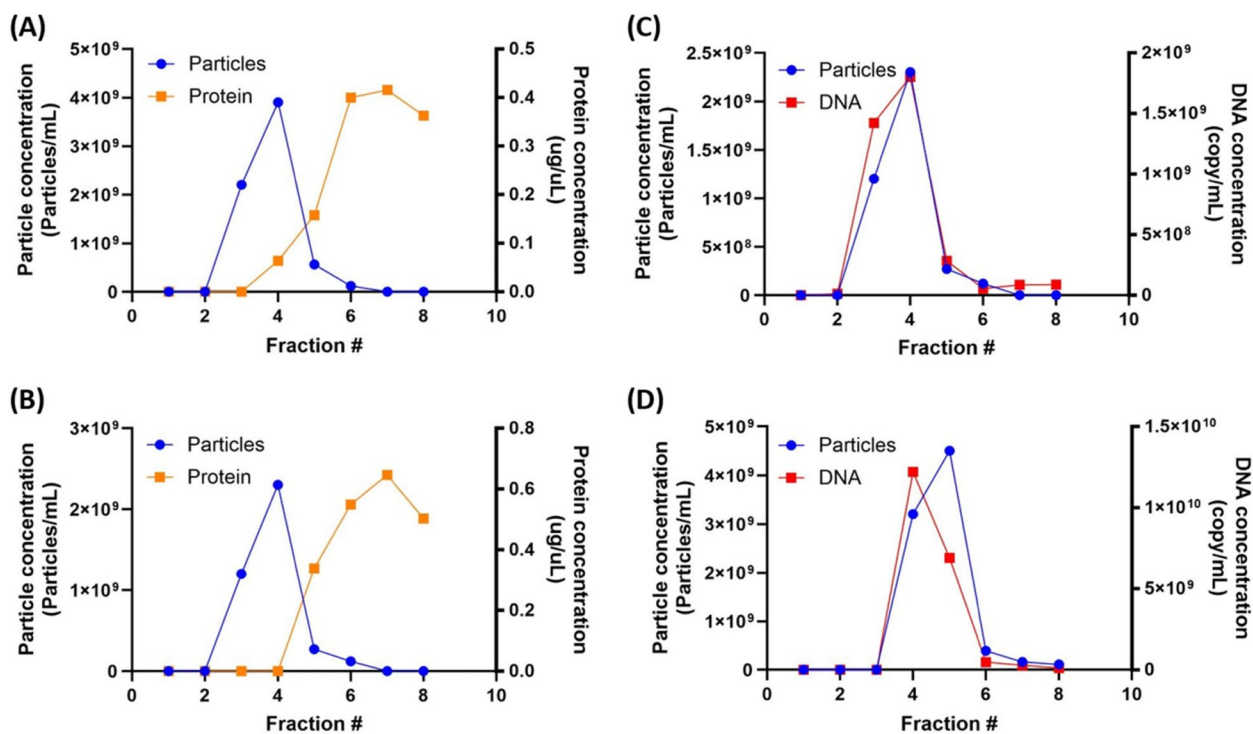 (A)
5×10⁹
4×10⁹
3×10⁹
2×10⁹
1×10⁹
0
Particle concentration
(Particles/mL)
Particles
Protein
0.5
0.4
0.3
0.2
0.1
0.0
Protein concentration
(ug/uL)
0 2 4 6 8 10
Fraction #
(C)
2.5×10⁹
2×10⁹
1.5×10⁹
1×10⁹
5×10⁸
0
Particle concentration
(Particles/mL)
Particles
DNA
2×10⁹
1.5×10⁹
1×10⁹
5×10⁸
0
DNA concentration
(copy/mL)
0 2 4 6 8 10
Fraction #
(B)
3×10⁹
2×10⁹
1×10⁹
0
Particle concentration
(Particles/mL)
Particles
Protein
0.8
0.6
0.4
0.2
0.0
Protein concentration
(ug/uL)
0 2 4 6 8 10
Fraction #
(D)
5×10⁹
4×10⁹
3×10⁹
2×10⁹
1×10⁹
0
Particle concentration
(Particles/mL)
Particles
DNA
1.5×10¹⁰
1×10¹⁰
5×10⁹
0
DNA concentration
(copy/mL)
0 2 4 6 8 10
Fraction #